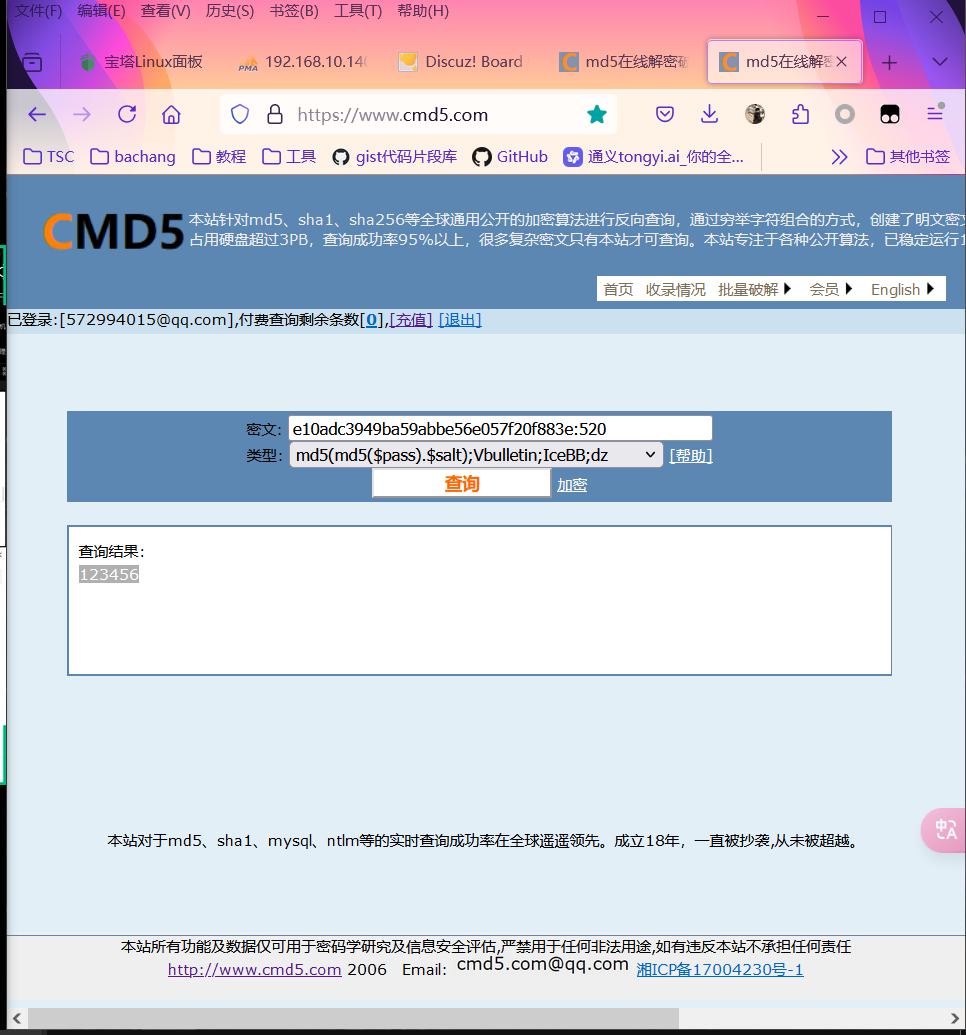 文件(F) 编辑(E) 查看(V) 历史(S) 书签(B) 工具(T) 帮助(H)
宝塔Linux面板 192.168.10.140 Discuz! Board md5在线解密破 md5在线解密
https://www.cmd5.com
TSC bachang 教程 工具 gist代码片段库 GitHub 通义tongyi.ai_你的全... 其他书签
CMD5
本站针对md5、sha1、sha256等全球通用公开的加密算法进行反向查询，通过穷举字符组合的方式，创建了明文密文
占用硬盘超过3PB，查询成功率95%以上，很多复杂密文只有本站才可查询。本站专注于各种公开算法，已稳定运行1
首页 收录情况 批量破解 会员 English
已登录:[572994015@qq.com],付费查询剩余条数[0],[充值] [退出]
密文: e10adc3949ba59abbe56e057f20f883e:520
类型: md5(md5($pass).$salt);Vbulletin;IceBB;dz [帮助]
查询 加密
查询结果:
123456
本站对于md5、sha1、mysql、ntlm等的实时查询成功率在全球遥遥领先。成立18年，一直被抄袭,从未被超越。
本站所有功能及数据仅可用于密码学研究及信息安全评估,严禁用于任何非法用途,如有违反本站不承担任何责任
http://www.cmd5.com 2006 Email: cmd5.com@qq.com 湘ICP备17004230号-1